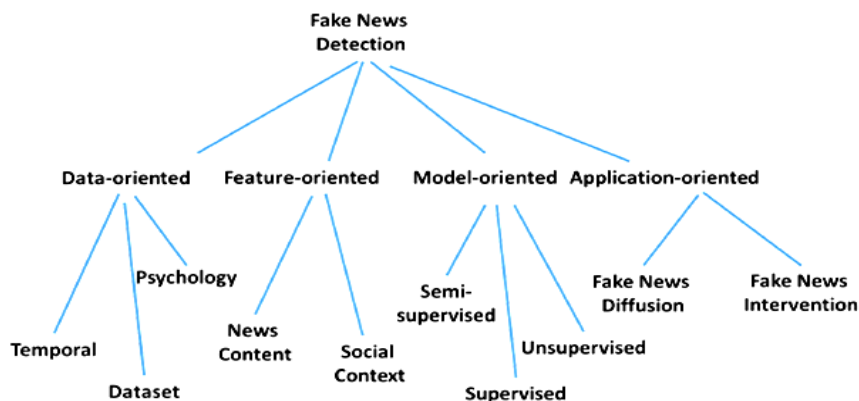 Fake News
Detection
Data-oriented
Feature-oriented
Model-oriented
Application-oriented
Psychology
Temporal
Dataset
News
Content
Social
Context
Semi-
supervised
Supervised
Unsupervised
Fake News
Diffusion
Fake News
Intervention